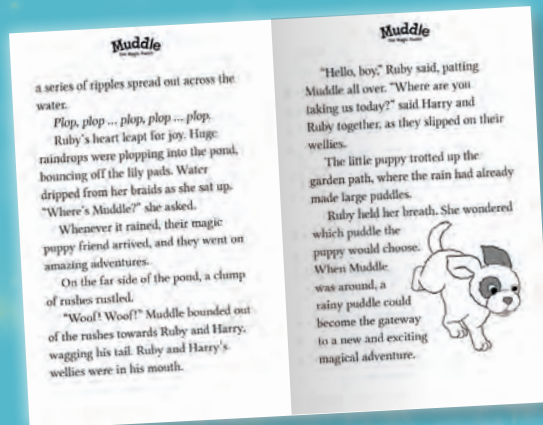 Muddle
the Magic Puppy
a series of ripples spread out across the
water.
Plop, plop ... plop, plop ... plop.
Ruby's heart leapt for joy. Huge
raindrops were plopping into the pond,
bouncing off the lily pads. Water
dripped from her braids as she sat up.
"Where's Muddle?" she asked.
Whenever it rained, their magic
puppy friend arrived, and they went on
amazing adventures.
On the far side of the pond, a clump
of rushes rustled.
"Woof! Woof!" Muddle bounded out
of the rushes towards Ruby and Harry,
wagging his tail. Ruby and Harry's
wellies were in his mouth.
Muddle
the Magic Puppy
"Hello, boy," Ruby said, patting
Muddle all over. "Where are you
taking us today?" said Harry and
Ruby together, as they slipped on their
wellies.
The little puppy trotted up the
garden path, where the rain had already
made large puddles.
Ruby held her breath. She wondered
which puddle the
puppy would choose.
When Muddle
was around, a
rainy puddle could
become the gateway
to a new and exciting
magical adventure.